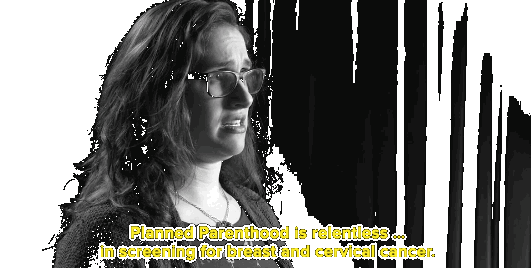 Planned Parenthood is relentless ...
in screening for breast and cervical cancer.